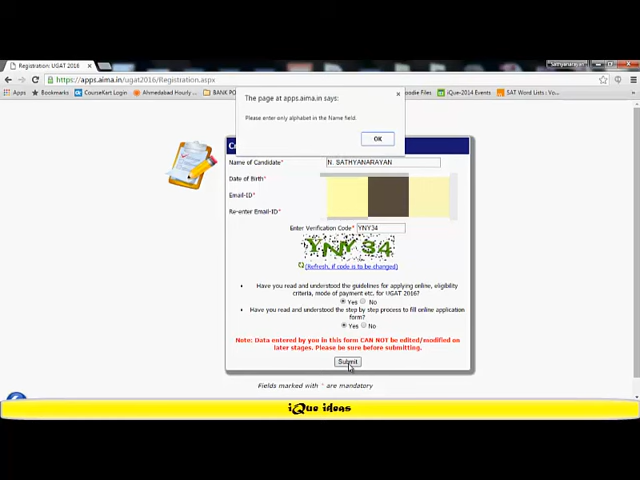 Registration: UGAT 2016
"Sathyanarayan"
https://apps.aima.in/ugat2016/Registration.aspx
Apps Bookmarks CourseKart Login Ahmedabad Hourly... BANK PO iQue-2014 Events SAT Word Lists - Vo...
The page at apps.aima.in says:
Please enter only alphabet in the Name field.
OK
Name of Candidate* N. SATHYANARAYAN
Date of Birth*
Email-ID*
Re-enter Email-ID*
Enter Verification Code* YNY34
YNY34
(Refresh, if code is to be changed)
Have you read and understood the guidelines for applying online, eligibility
criteria, mode of payment etc. for UGAT 2016?
Yes No
Have you read and understood the step by step process to fill online application
form?
Yes No
Note: Data entered by you in this form CAN NOT be edited/modified on
later stages. Please be sure before submitting.
Submit
Fields marked with * are mandatory
iQue ideas